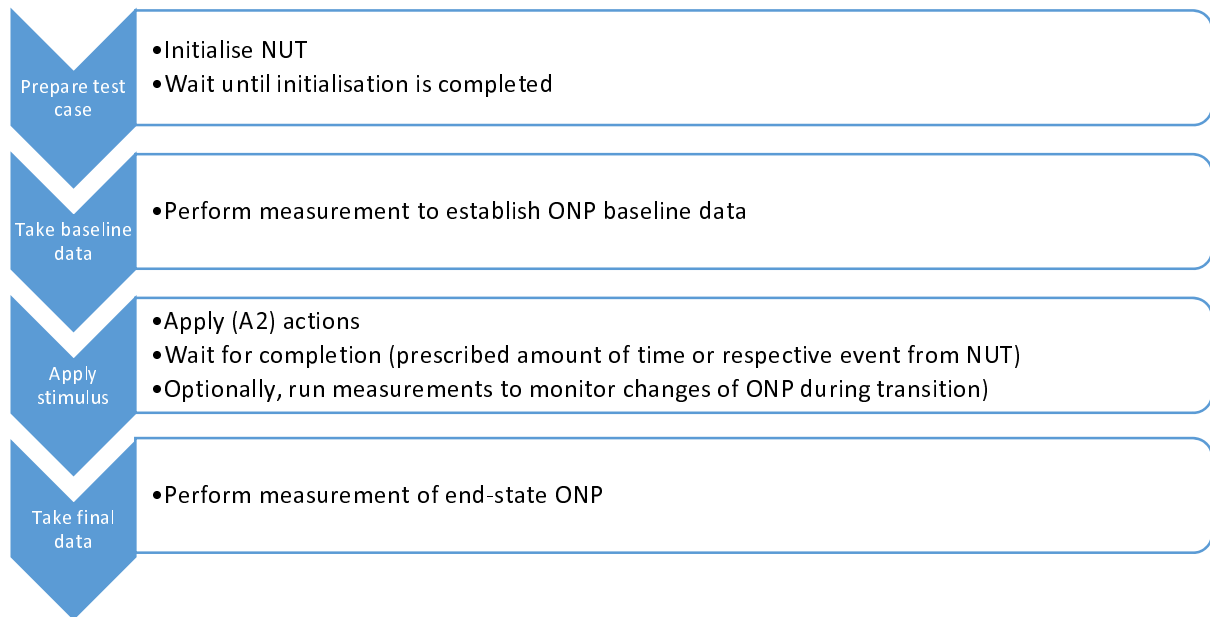 Prepare test
case
•Initialise NUT
•Wait until initialisation is completed
Take baseline
data
•Perform measurement to establish ONP baseline data
Apply
stimulus
•Apply (A2) actions
•Wait for completion (prescribed amount of time or respective event from NUT)
•Optionally, run measurements to monitor changes of ONP during transition)
Take final
data
•Perform measurement of end-state ONP